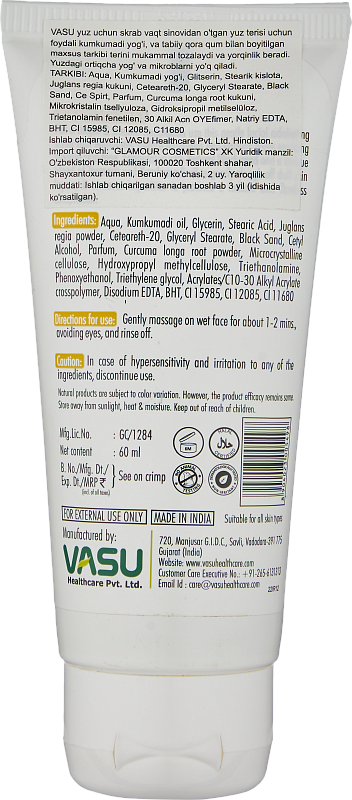 VASU yuz uchun skrab vaqt sinovidan o'tgan yuz terisi uchun
foydali kumkumadi yog'i, va tabiiy qora qum bilan boyitilgan
maxsus tarkibi terini mukammal tozalaydi va yorqinlik beradi.
Yuzdagi ortiqcha yog' va mikroblarni yo'q qiladi.
TARKIBI: Aqua, Kumkumadi yog'i, Glitserin, Stearik kislota,
Juglans regia kukuni, Ceteareth-20, Glyceryl Stearate, Black
Sand, Ce Spirt, Parfum, Curcuma longa root kukuni,
Mikrokristalin tsellyuloza, Gidroksipropil metilselüloz,
Trietanolamin fenetilen, 30 Alkil Acn OYEfimer, Natriy EDTA,
BHT, CI 15985, CI 12085, C11680
Ishlab chiqaruvchi: VASU Healthcare Pvt. Ltd. Hindiston.
Import qiluvchi: "GLAMOUR COSMETICS" XK Yuridik manzil:
O'zbekiston Respublikasi, 100020 Toshkent shahar,
Shayxantoxur tumani, Beruniy ko'chasi, 2 uy. Yaroqlilik
muddati: Ishlab chiqarilgan sanadan boshlab 3 yil (idishida
ko'rsatilgan).
Ingredients: Aqua, Kumkumadi oil, Glycerin, Stearic Acid, Juglans
regia powder, Ceteareth-20, Glyceryl Stearate, Black Sand, Cetyl
Alcohol, Parfum, Curcuma longa root powder, Microcrystalline
cellulose, Hydroxypropyl methylcellulose, Triethanolamine,
Phenoxyethanol, Triethylene glycol, Acrylates/C10-30 Alkyl Acrylate
crosspolymer, Disodium EDTA, BHT, CI 15985, CI 12085, CI 11680
Directions for use: Gently massage on wet face for about 1-2 mins.,
avoiding eyes, and rinse off.
Caution: In case of hypersensitivity and irritation to any of the
ingredients, discontinue use.
Natural products are subject to color variation. However, the product efficacy remains same.
Store away from sunlight, heat & moisture. Keep out of reach of children.
Mfg.Lic.No. : GC/1284
Net content : 60 ml
B. No./Mfg. Dt./
Exp. Dt./MRP ₹
(incl. of all taxes)
See on crimp
6M
HALAL
FOR EXTERNAL USE ONLY
MADE IN INDIA
Suitable for all skin types
Manufactured by:
VASU
Healthcare Pvt. Ltd.
720, Manjusar G.I.D.C., Savli, Vadodara-391 775
Gujarat (India)
Website: www.vasuhealthcare.com
Customer Care Executive No.: +91-265-6131313
Email Id : care@vasuhealthcare.com